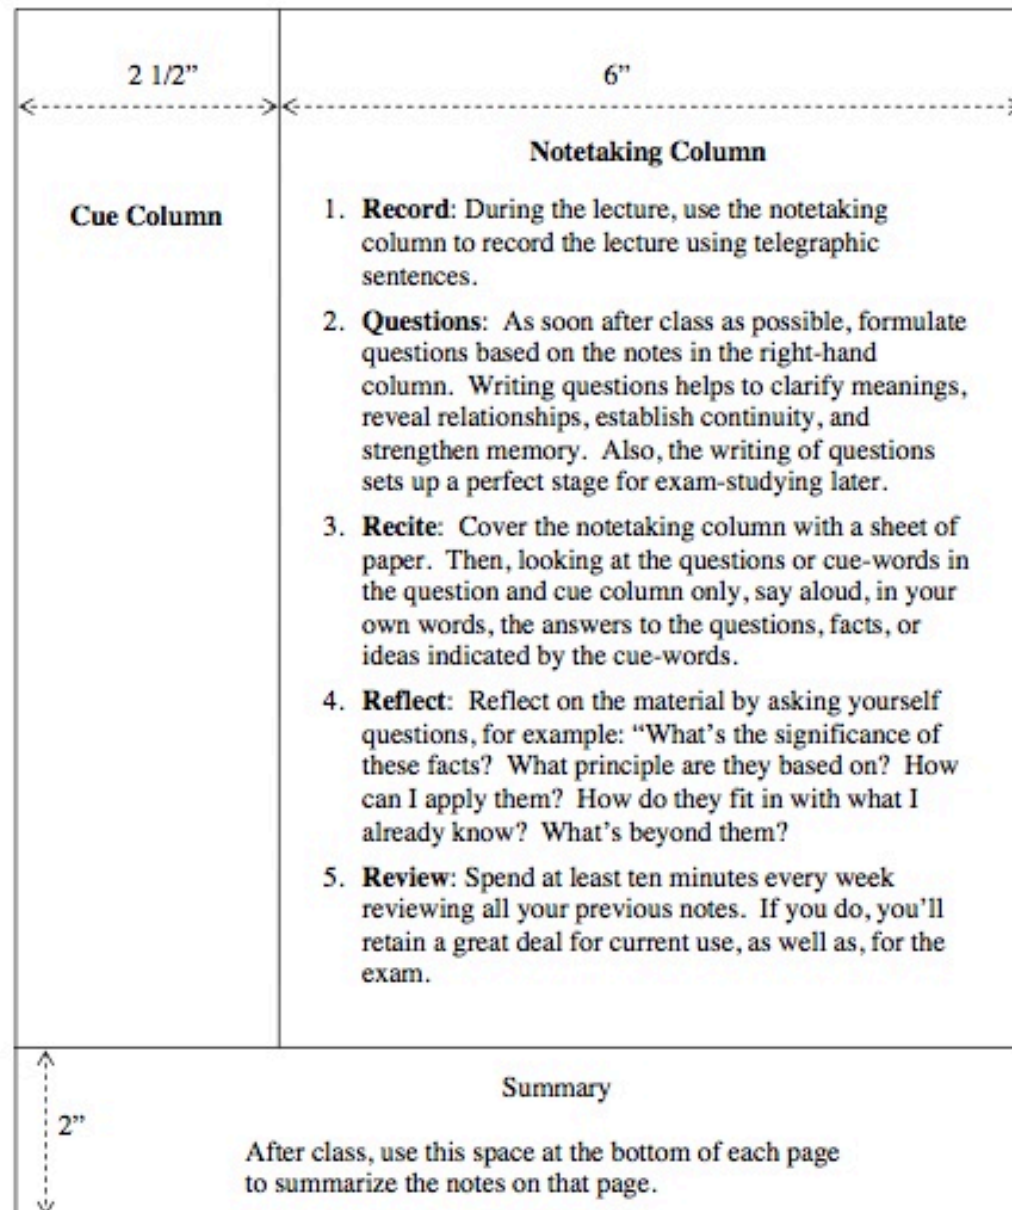 2 1/2”
6”
Notetaking Column
Cue Column
1. Record: During the lecture, use the notetaking
column to record the lecture using telegraphic
sentences.
2. Questions:  As soon after class as possible, formulate
questions based on the notes in the right-hand
column.  Writing questions helps to clarify meanings,
reveal relationships, establish continuity, and
strengthen memory.  Also, the writing of questions
sets up a perfect stage for exam-studying later.
3. Recite:  Cover the notetaking column with a sheet of
paper.  Then, looking at the questions or cue-words in
the question and cue column only, say aloud, in your
own words, the answers to the questions, facts, or
ideas indicated by the cue-words.
4. Reflect:  Reflect on the material by asking yourself
questions, for example: “What’s the significance of
these facts?  What principle are they based on?  How
can I apply them?  How do they fit in with what I
already know?  What’s beyond them?
5. Review: Spend at least ten minutes every week
reviewing all your previous notes.  If you do, you’ll
retain a great deal for current use, as well as, for the
exam.
Summary
2”
After class, use this space at the bottom of each page
to summarize the notes on that page.